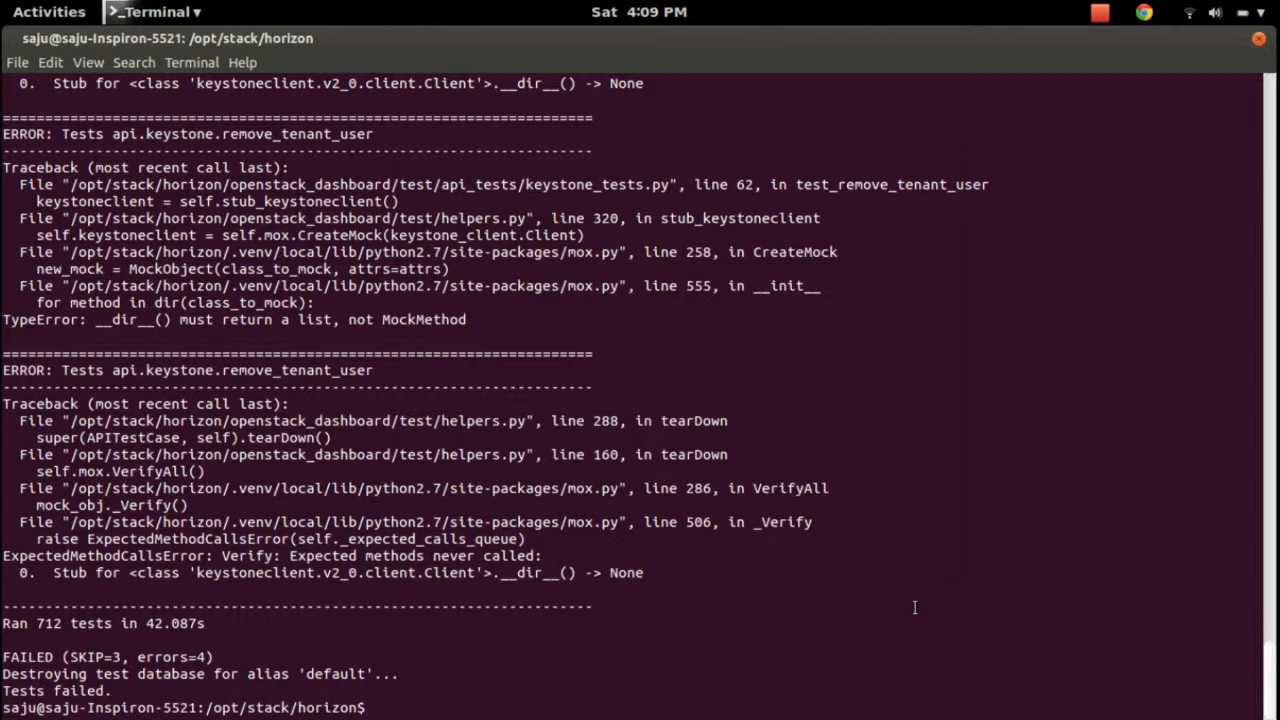 Activities
>_Terminal ▾
Sat 4:09 PM
saju@saju-Inspiron-5521: /opt/stack/horizon
File Edit View Search Terminal Help
0. Stub for <class 'keystoneclient.v2_0.client.Client'>.__dir__() -> None
======================================================================
ERROR: Tests api.keystone.remove_tenant_user
----------------------------------------------------------------------
Traceback (most recent call last):
File "/opt/stack/horizon/openstack_dashboard/test/api_tests/keystone_tests.py", line 62, in test_remove_tenant_user
keystoneclient = self.stub_keystoneclient()
File "/opt/stack/horizon/openstack_dashboard/test/helpers.py", line 320, in stub_keystoneclient
self.keystoneclient = self.mox.CreateMock(keystone_client.Client)
File "/opt/stack/horizon/.venv/local/lib/python2.7/site-packages/mox.py", line 258, in CreateMock
new_mock = MockObject(class_to_mock, attrs=attrs)
File "/opt/stack/horizon/.venv/local/lib/python2.7/site-packages/mox.py", line 555, in __init__
for method in dir(class_to_mock):
TypeError: __dir__() must return a list, not MockMethod
======================================================================
ERROR: Tests api.keystone.remove_tenant_user
----------------------------------------------------------------------
Traceback (most recent call last):
File "/opt/stack/horizon/openstack_dashboard/test/helpers.py", line 288, in tearDown
super(APITestCase, self).tearDown()
File "/opt/stack/horizon/openstack_dashboard/test/helpers.py", line 160, in tearDown
self.mox.VerifyAll()
File "/opt/stack/horizon/.venv/local/lib/python2.7/site-packages/mox.py", line 286, in VerifyAll
mock_obj._Verify()
File "/opt/stack/horizon/.venv/local/lib/python2.7/site-packages/mox.py", line 506, in _Verify
raise ExpectedMethodCallsError(self._expected_calls_queue)
ExpectedMethodCallsError: Verify: Expected methods never called:
0. Stub for <class 'keystoneclient.v2_0.client.Client'>.__dir__() -> None
----------------------------------------------------------------------
Ran 712 tests in 42.087s
FAILED (SKIP=3, errors=4)
Destroying test database for alias 'default'...
Tests failed.
saju@saju-Inspiron-5521:/opt/stack/horizon$